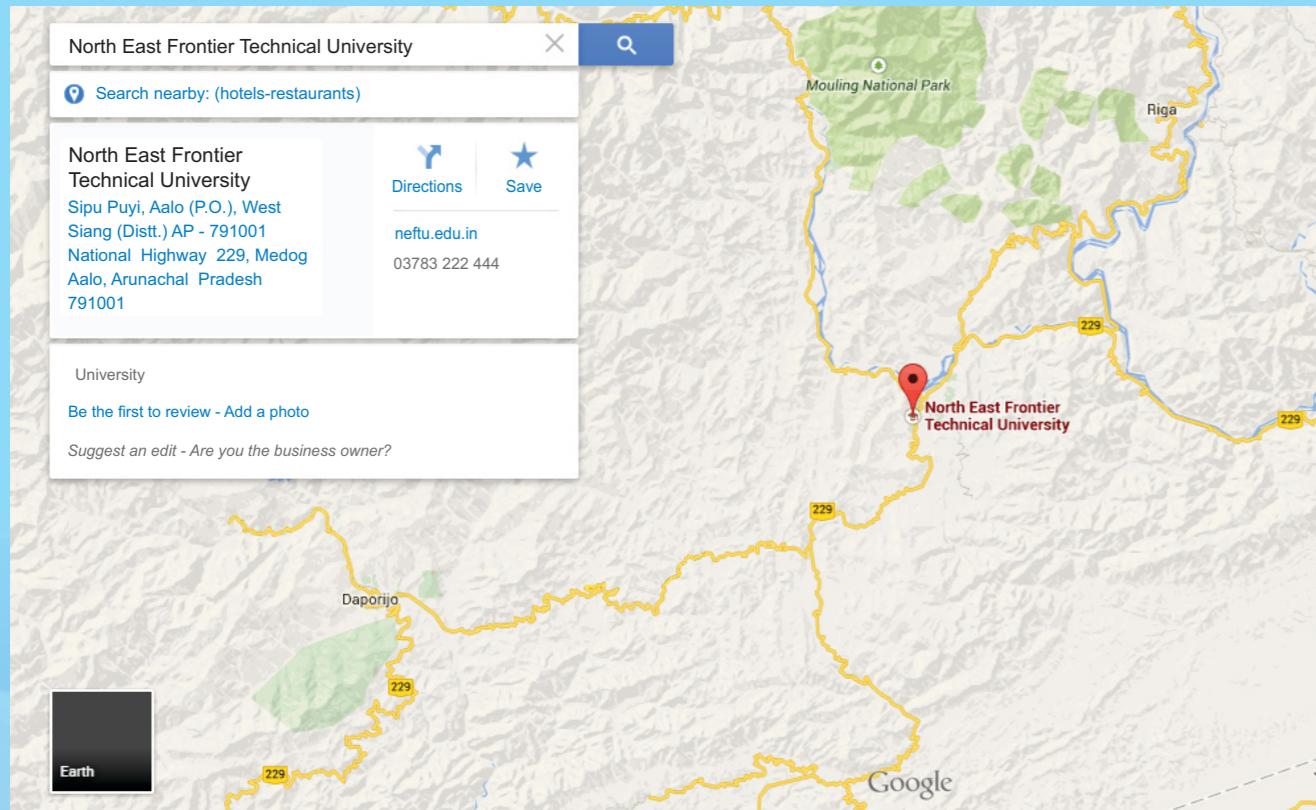 North East Frontier Technical University
Search nearby: (hotels-restaurants)
North East Frontier
Technical University
Sipu Puyi, Aalo (P.O.), West
Siang (Distt.) AP - 791001
National Highway 229, Medog
Aalo, Arunachal Pradesh
791001
Directions
Save
neftu.edu.in
03783 222 444
University
Be the first to review - Add a photo
Suggest an edit - Are you the business owner?
Mouling National Park
Riga
229
North East Frontier
Technical University
229
229
Daporijo
229
229
Earth
Google